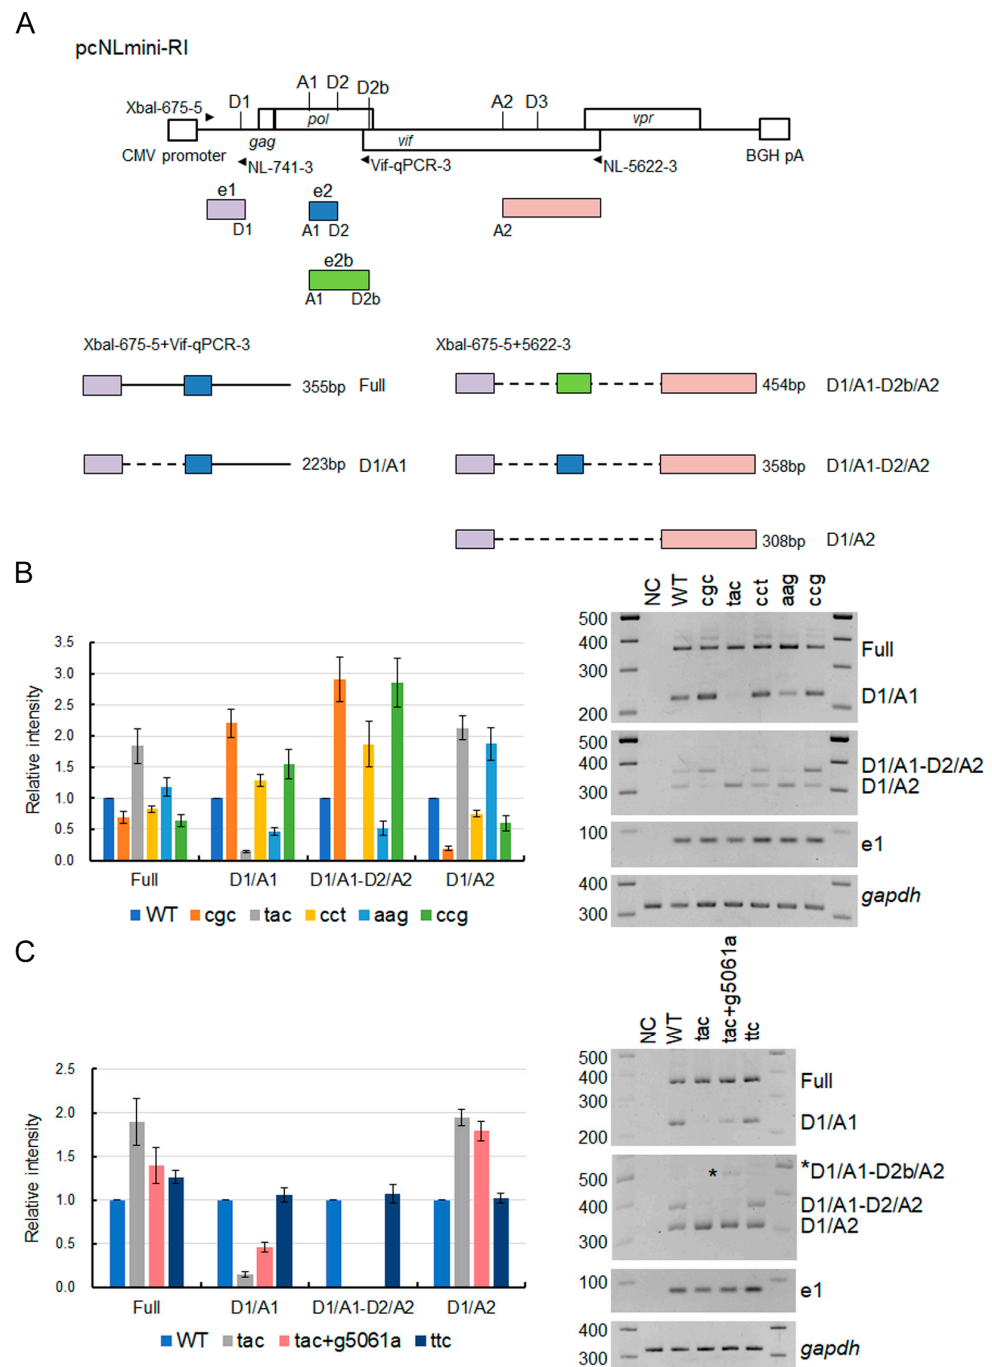 A
pcNLmini-RI
A1 D2 D2b
Xbal-675-5 D1 A2 D3
pol vpr
gag vif
CMV promoter NL-741-3 Vif-qPCR-3 NL-5622-3 BGH pA
e1 e2
D1 A1 D2 A2
e2b
A1 D2b
Xbal-675-5+Vif-qPCR-3 Xbal-675-5+5622-3
355bp Full 454bp D1/A1-D2b/A2
223bp D1/A1 358bp D1/A1-D2/A2
308bp D1/A2
B
NC WT cgc tac cct aag ccg
Relative intensity
3.5
3.0
2.5
2.0
1.5
1.0
0.5
0.0
Full D1/A1 D1/A1-D2/A2 D1/A2
WT cgc tac cct aag ccg
500
400 Full
300
D1/A1
200
500
400 D1/A1-D2/A2
300 D1/A2
100
e1
400
gapdh
300
C
NC WT tac tac+g5061a ttc
Relative intensity
2.5
2.0
1.5
1.0
0.5
0.0
Full D1/A1 D1/A1-D2/A2 D1/A2
WT tac tac+g5061a ttc
500
400 Full
300
D1/A1
200
500 * *D1/A1-D2b/A2
400 D1/A1-D2/A2
D1/A2
300
100 e1
400
gapdh
300